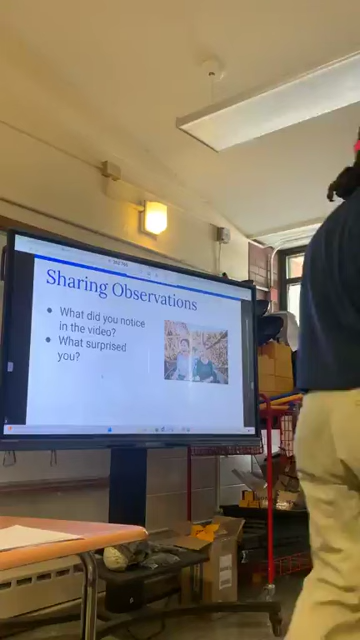 Sharing Observations
● What did you notice
in the video?
● What surprised
you?